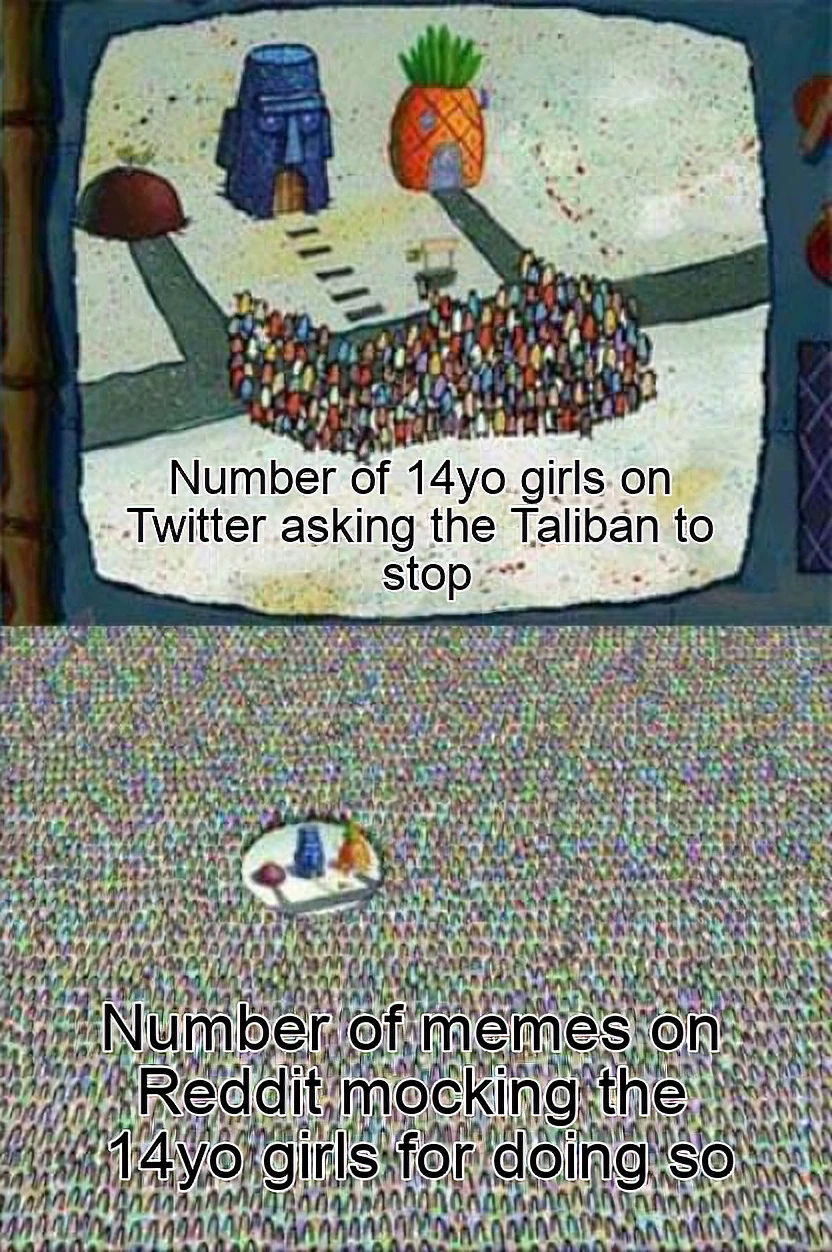 Number of 14yo girls on
Twitter asking the Taliban to
stop
Number of memes on
Reddit mocking the
14yo girls for doing so